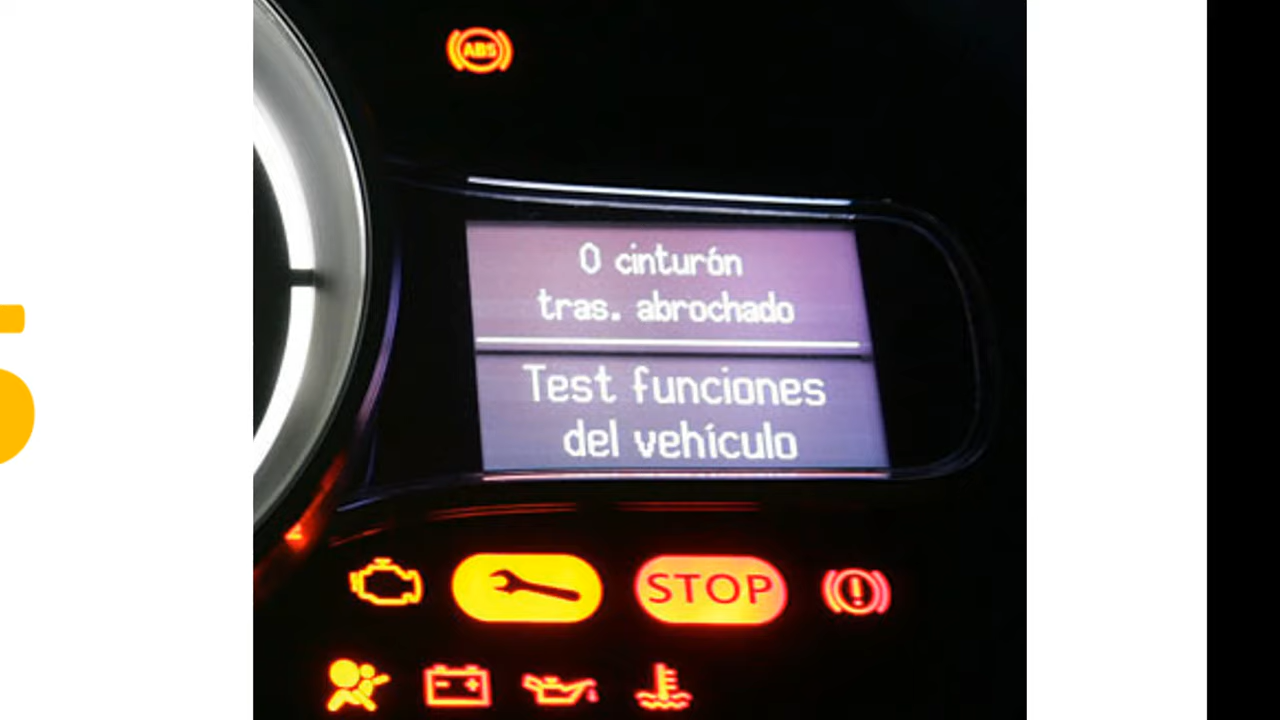 ABS
0 cinturón
tras. abrochado
Test funciones
del vehículo
STOP